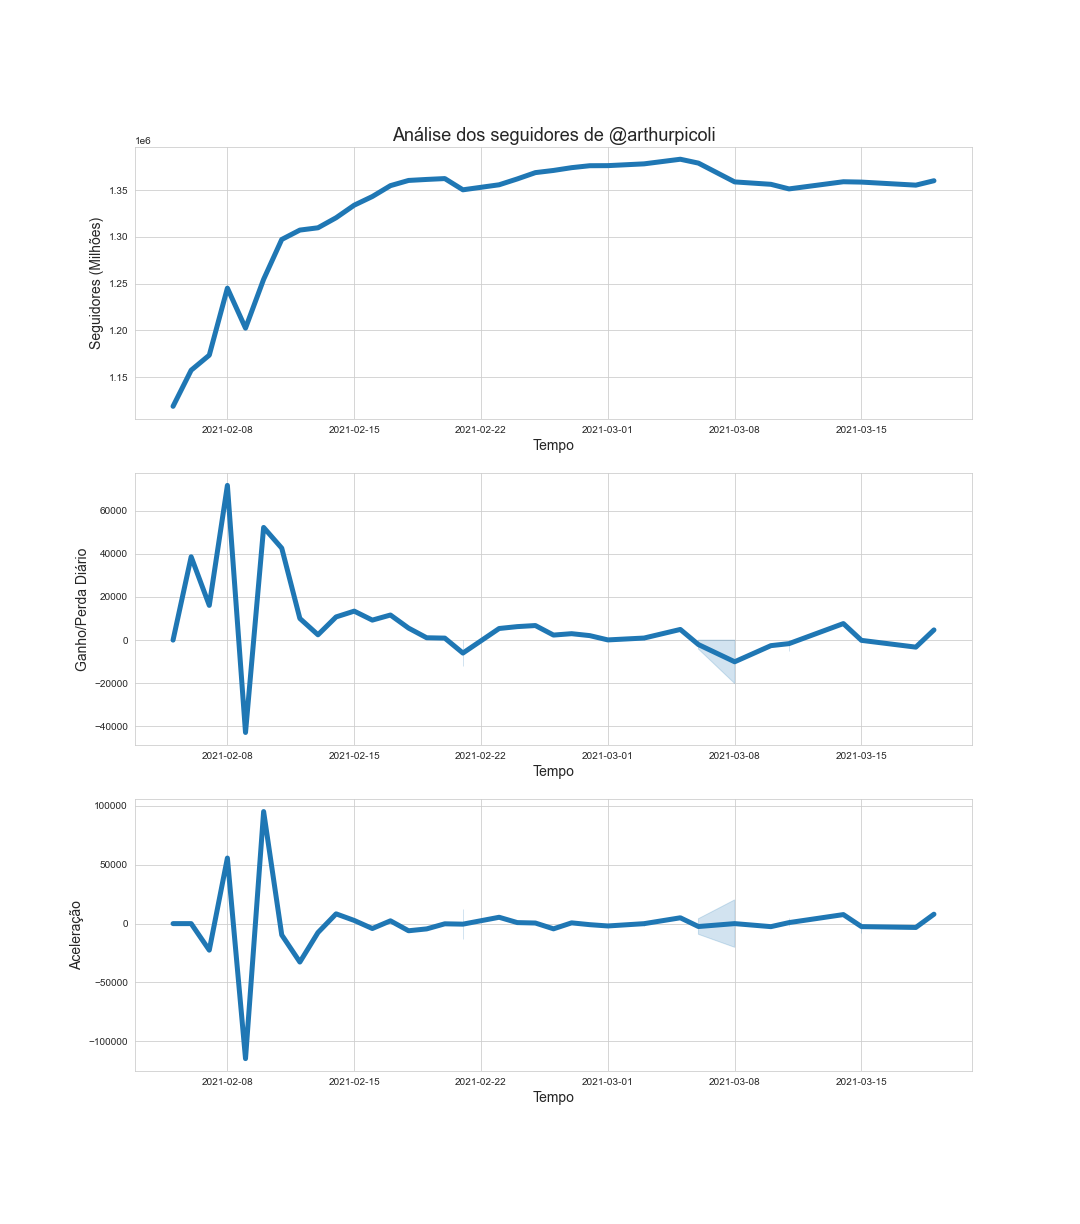 Análise dos seguidores de @arthurpicoli
1e6
1.35
1.30
1.25
1.20
1.15
Seguidores (Milhões)
2021-02-08 2021-02-15 2021-02-22 2021-03-01 2021-03-08 2021-03-15
Tempo
60000
40000
20000
0
−20000
−40000
Ganho/Perda Diário
2021-02-08 2021-02-15 2021-02-22 2021-03-01 2021-03-08 2021-03-15
Tempo
100000
50000
0
−50000
−100000
Aceleração
2021-02-08 2021-02-15 2021-02-22 2021-03-01 2021-03-08 2021-03-15
Tempo